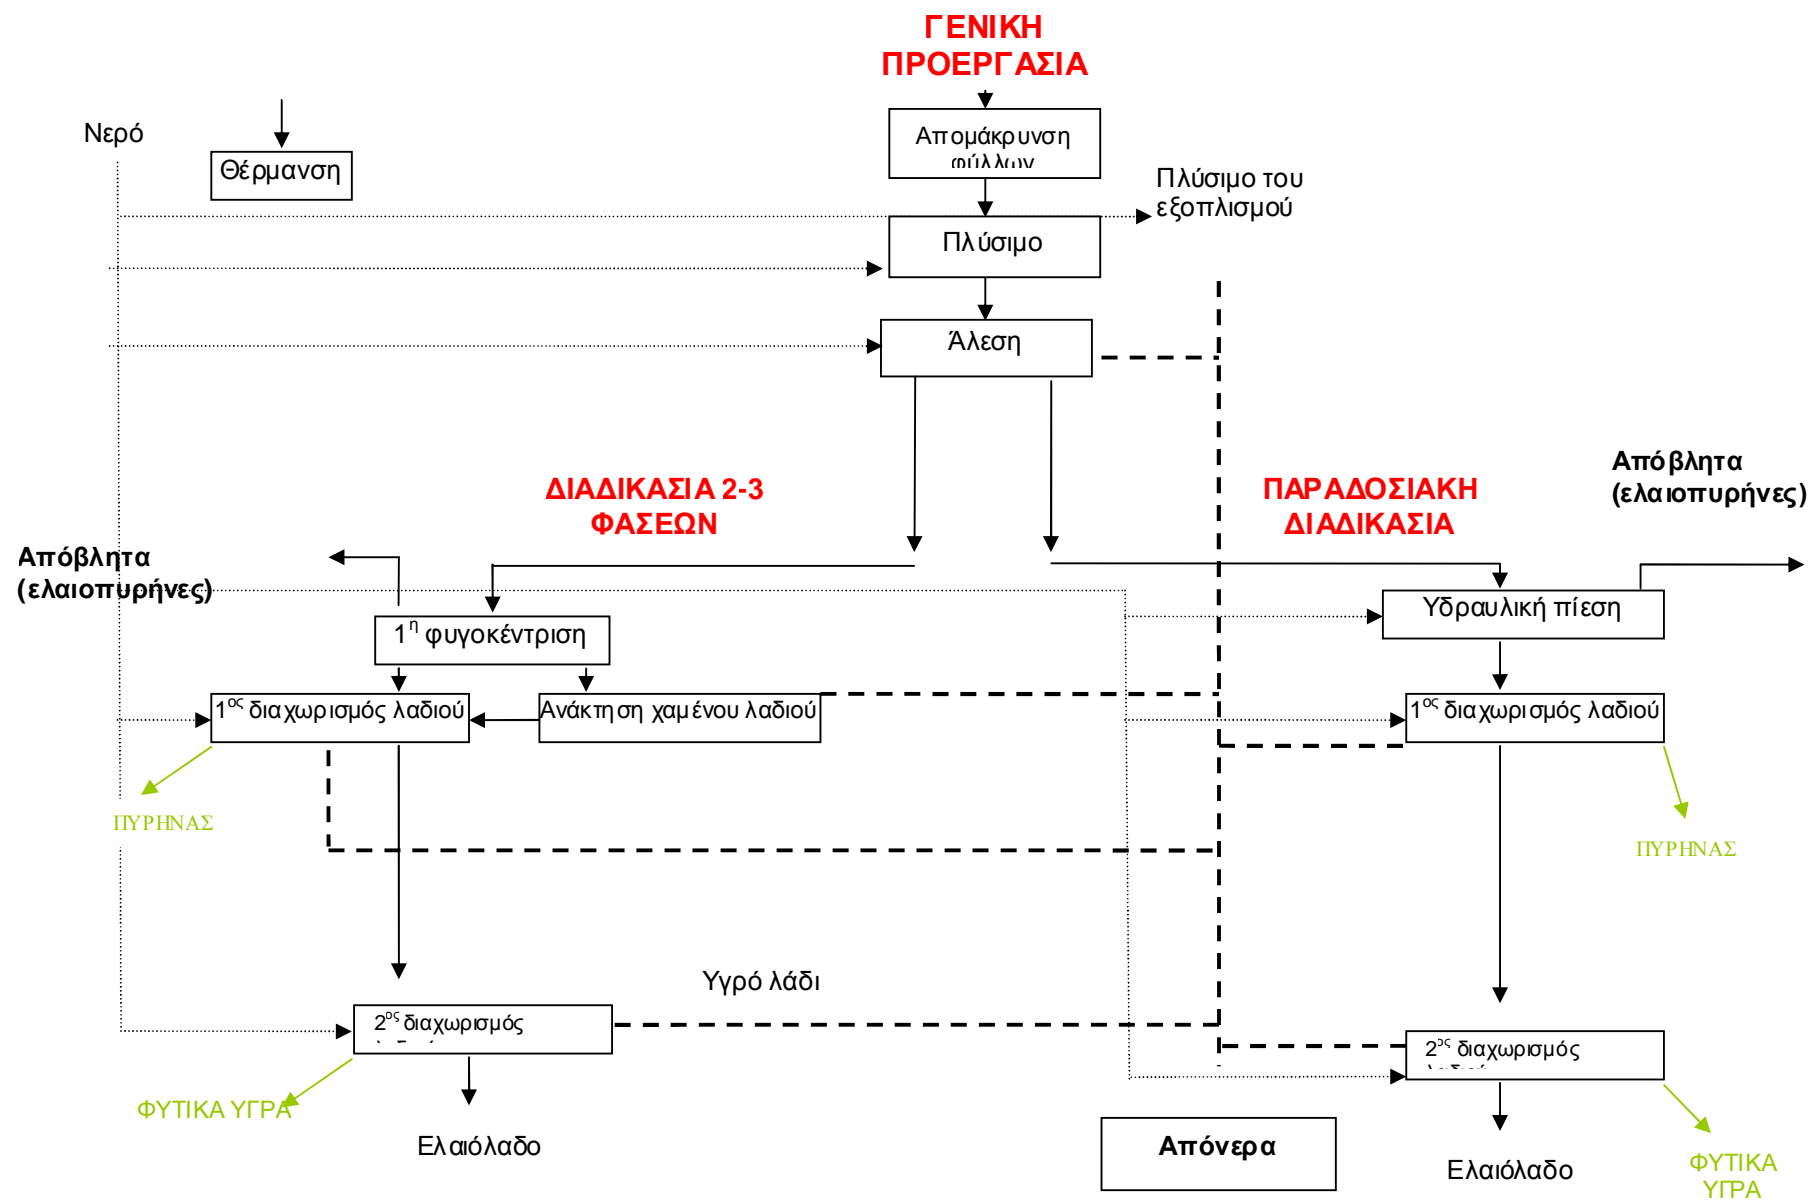 ΓΕΝΙΚΗ
ΠΡΟΕΡΓΑΣΙΑ
Νερό
Θέρμανση
Απομάκρυνση
φύλλων
Πλύσιμο του
εξοπλισμού
Πλύσιμο
Άλεση
ΔΙΑΔΙΚΑΣΙΑ 2-3
ΦΑΣΕΩΝ
ΠΑΡΑΔΟΣΙΑΚΗ
ΔΙΑΔΙΚΑΣΙΑ
Απόβλητα
(ελαιοπυρήνες)
Απόβλητα
(ελαιοπυρήνες)
1η φυγοκέντριση
Υδραυλική πίεση
1ος διαχωρισμός λαδιού
Ανάκτηση χαμένου λαδιού
1ος διαχωρισμός λαδιού
ΠΥΡΗΝΑΣ
ΠΥΡΗΝΑΣ
Υγρό λάδι
2ος διαχωρισμός
2ος διαχωρισμός
λαδιού
ΦΥΤΙΚΑ ΥΓΡΑ
Ελαιόλαδο
Απόνερα
Ελαιόλαδο
ΦΥΤΙΚΑ
ΥΓΡΑ